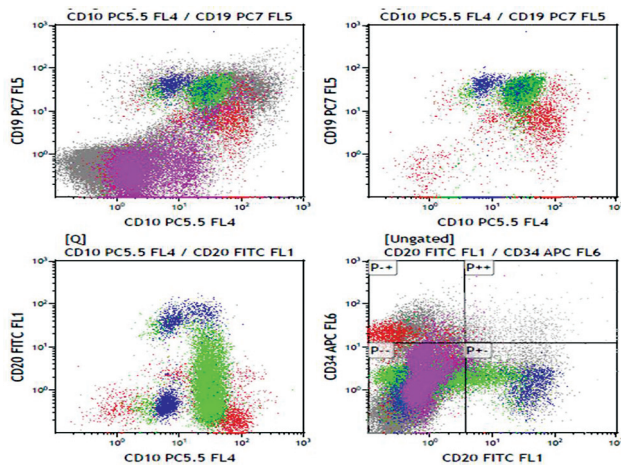 CD10 PC5.5 FL4 / CD19 PC7 FL5
CD19 PC7 FL5
10³
10²
10¹
10⁰
10⁰ 10¹ 10² 10³
CD10 PC5.5 FL4
CD10 PC5.5 FL4 / CD19 PC7 FL5
CD19 PC7 FL5
10³
10²
10¹
10⁰
10⁰ 10¹ 10² 10³
CD10 PC5.5 FL4
[Q]
CD10 PC5.5 FL4 / CD20 FITC FL1
CD20 FITC FL1
10³
10²
10¹
10⁰
10⁰ 10¹ 10² 10³
CD10 PC5.5 FL4
[Ungated]
CD20 FITC FL1 / CD34 APC FL6
CD34 APC FL6
10³
10²
10¹
10⁰
P-+ P++
P-- P+-
10⁰ 10¹ 10² 10³
CD20 FITC FL1